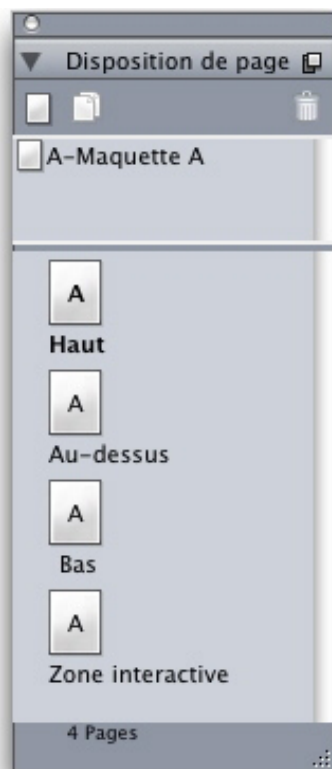 Disposition de page
A-Maquette A
A
Haut
A
Au-dessus
A
Bas
A
Zone interactive
4 Pages